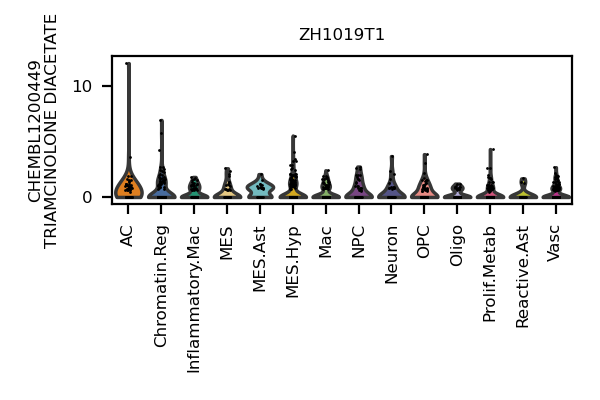 ZH1019T1
CHEMBL1200449
TRIAMCINOLONE DIACETATE
10
0
AC
Chromatin.Reg
Inflammatory.Mac
MES
MES.Ast
MES.Hyp
Mac
NPC
Neuron
OPC
Oligo
Prolif.Metab
Reactive.Ast
Vasc